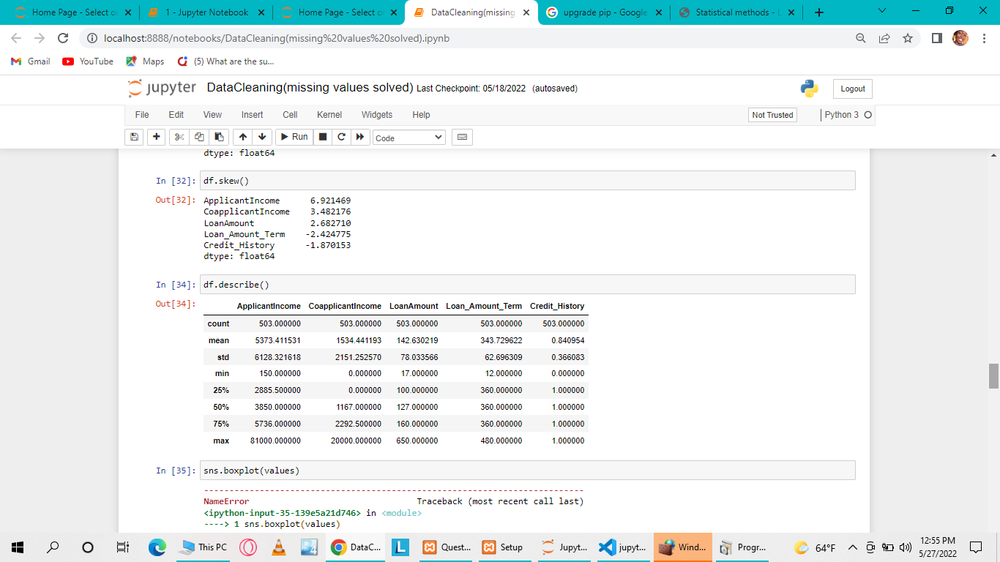 Home Page - Select o
1 - Jupyter Notebook
Home Page - Select o
DataCleaning(missing
upgrade pip - Google
Statistical methods - L
localhost:8888/notebooks/DataCleaning(missing%20values%20solved).ipynb
Gmail YouTube Maps (5) What are the su...
jupyter DataCleaning(missing values solved) Last Checkpoint: 05/18/2022 (autosaved) Logout
File Edit View Insert Cell Kernel Widgets Help Not Trusted Python 3
Run Code
dtype: float64
In [32]: df.skew()
Out[32]: ApplicantIncome 6.921469
CoapplicantIncome 3.482176
LoanAmount 2.682710
Loan_Amount_Term -2.424775
Credit_History -1.870153
dtype: float64
In [34]: df.describe()
Out[34]:
ApplicantIncome CoapplicantIncome LoanAmount Loan_Amount_Term Credit_History
count 503.000000 503.000000 503.000000 503.000000 503.000000
mean 5373.411531 1534.441193 142.630219 343.729622 0.840954
std 6128.321618 2151.252570 78.033566 62.696309 0.366083
min 150.000000 0.000000 17.000000 12.000000 0.000000
25% 2885.500000 0.000000 100.000000 360.000000 1.000000
50% 3850.000000 1167.000000 127.000000 360.000000 1.000000
75% 5736.000000 2292.500000 160.000000 360.000000 1.000000
max 81000.000000 20000.000000 650.000000 480.000000 1.000000
In [35]: sns.boxplot(values)
---------------------------------------------------------------------------
NameError Traceback (most recent call last)
<ipython-input-35-139e5a21d746> in <module>
----> 1 sns.boxplot(values)
This PC DataC... L Quest... Setup Jupyt... jupyt... Wind... Progr... 64°F 12:55 PM
5/27/2022